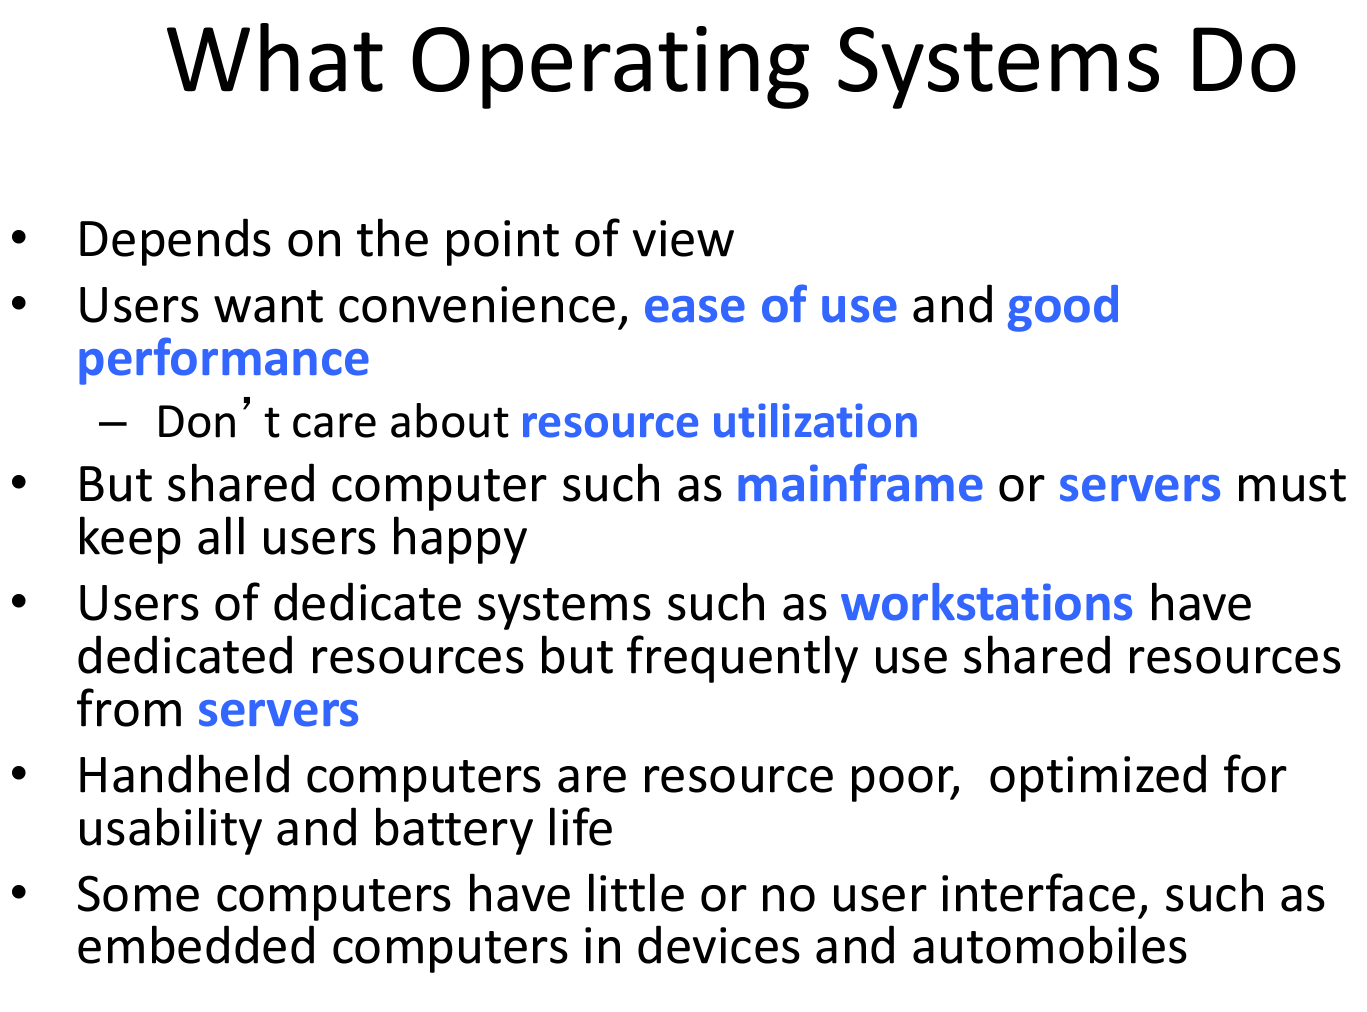 What Operating Systems Do
• Depends on the point of view
• Users want convenience, ease of use and good
performance
– Don’t care about resource utilization
• But shared computer such as mainframe or servers must
keep all users happy
• Users of dedicate systems such as workstations have
dedicated resources but frequently use shared resources
from servers
• Handheld computers are resource poor, optimized for
usability and battery life
• Some computers have little or no user interface, such as
embedded computers in devices and automobiles